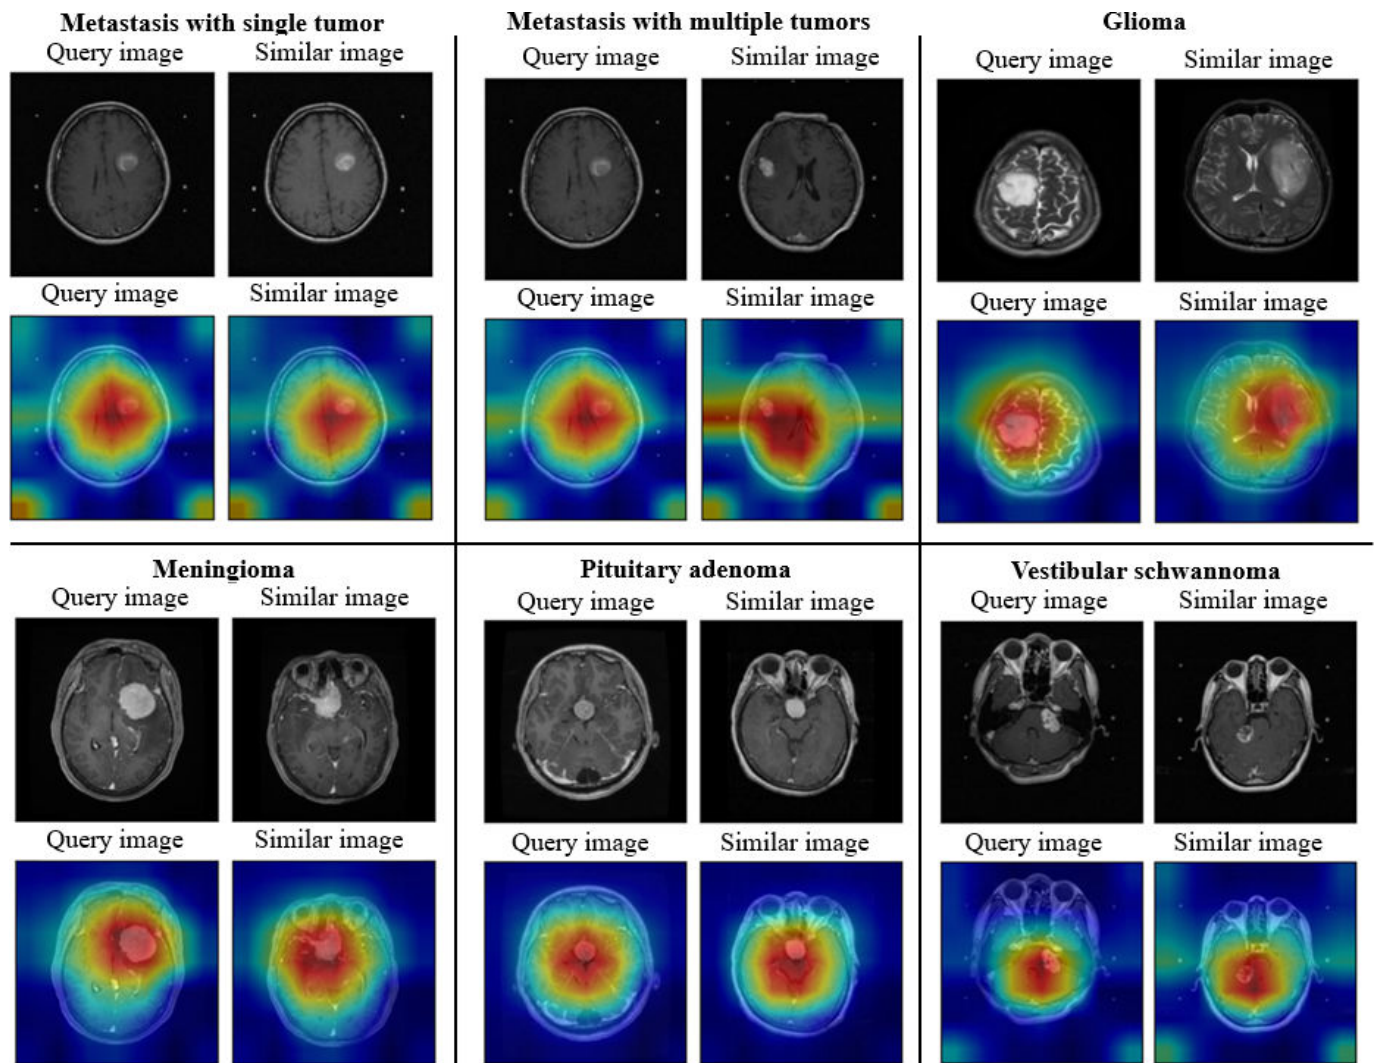 Metastasis with single tumor
Query image Similar image
Query image Similar image
Metastasis with multiple tumors
Query image Similar image
Query image Similar image
Glioma
Query image Similar image
Query image Similar image
Meningioma
Query image Similar image
Query image Similar image
Pituitary adenoma
Query image Similar image
Query image Similar image
Vestibular schwannoma
Query image Similar image
Query image Similar image